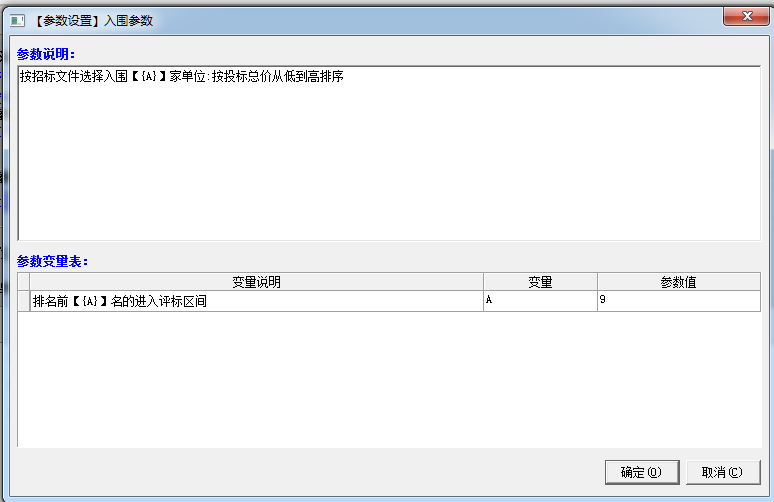 【参数设置】入围参数
参数说明:
按招标文件选择入围【{A}】家单位:按投标总价从低到高排序
参数变量表:
变量说明 变量 参数值
排名前【{A}】名的进入评标区间 A 9
确定(O) 取消(C)